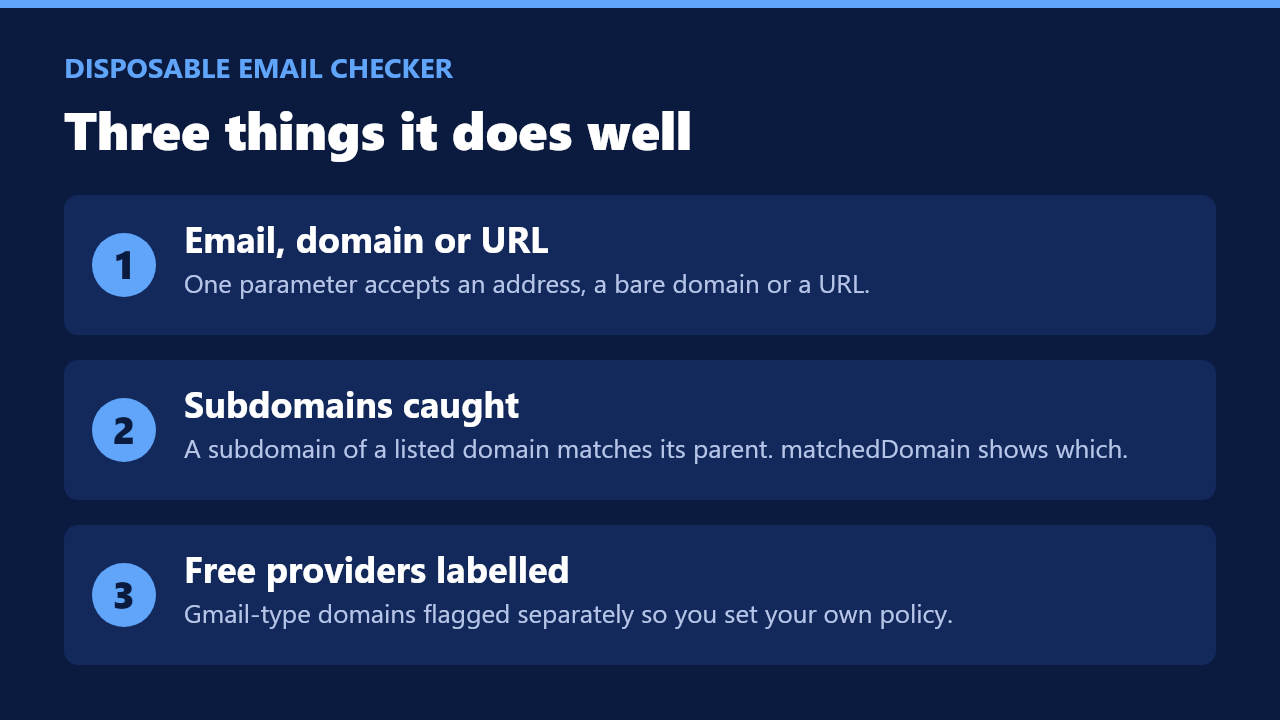 DISPOSABLE EMAIL CHECKER
Three things it does well
1
Email, domain or URL
One parameter accepts an address, a bare domain or a URL.
2
Subdomains caught
A subdomain of a listed domain matches its parent. matchedDomain shows which.
3
Free providers labelled
Gmail-type domains flagged separately so you set your own policy.